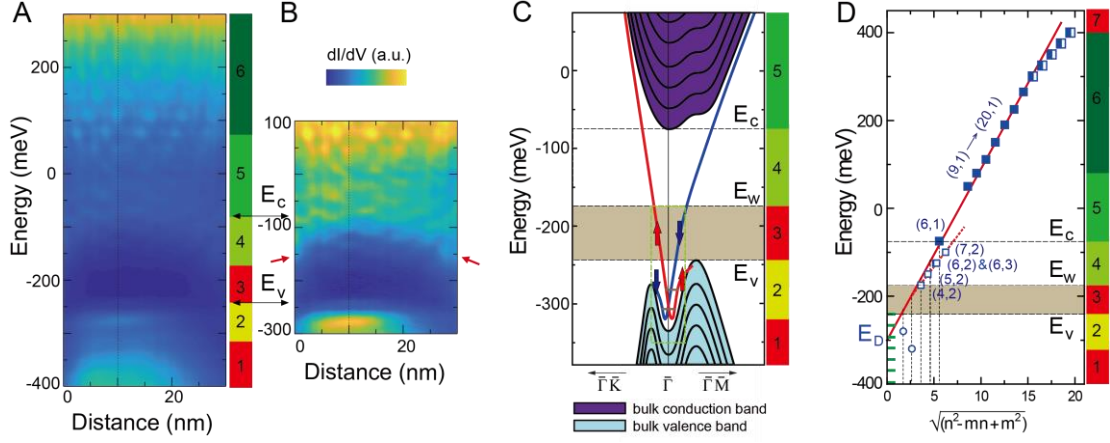 A
Energy (meV)
200
0
-200
-400
0
20
Distance (nm)
6
5
4
3
2
1
dI/dV (a.u.)
B
100
E_c
-100
E_v
-300
0
20
Distance (nm)
C
Energy (meV)
0
-100
-200
-300
E_c
E_w
E_v
5
4
3
2
1
Γ̄ K̄
Γ̄
Γ̄ M̄
bulk conduction band
bulk valence band
D
Energy (meV)
400
200
0
-200
-400
(9,1) → (20,1)
(6,1)
(7,2)
(6,2)&(6,3)
(5,2)
(4,2)
E_c
E_w
E_v
E_D
0
5
10
15
20
√(n²-mn+m²)
7
6
5
4
3
2
1